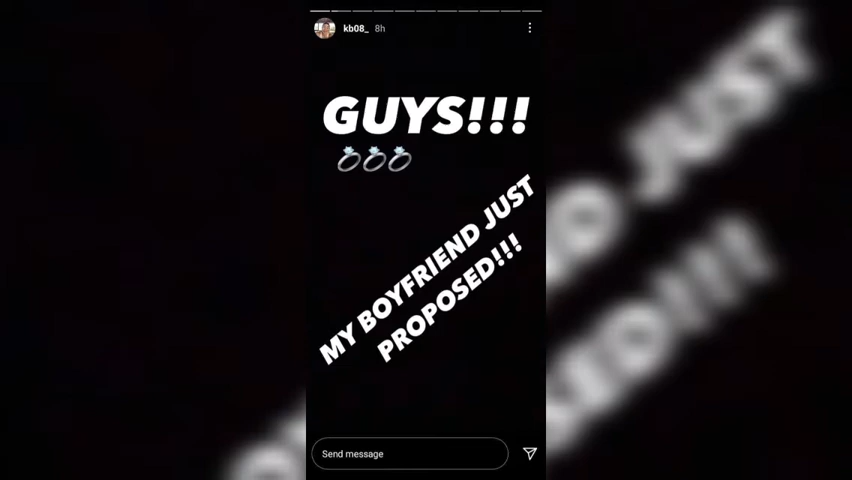 kb08_ 8h
GUYS!!!
💍💍💍
MY BOYFRIEND JUST
PROPOSED!!!
Send message